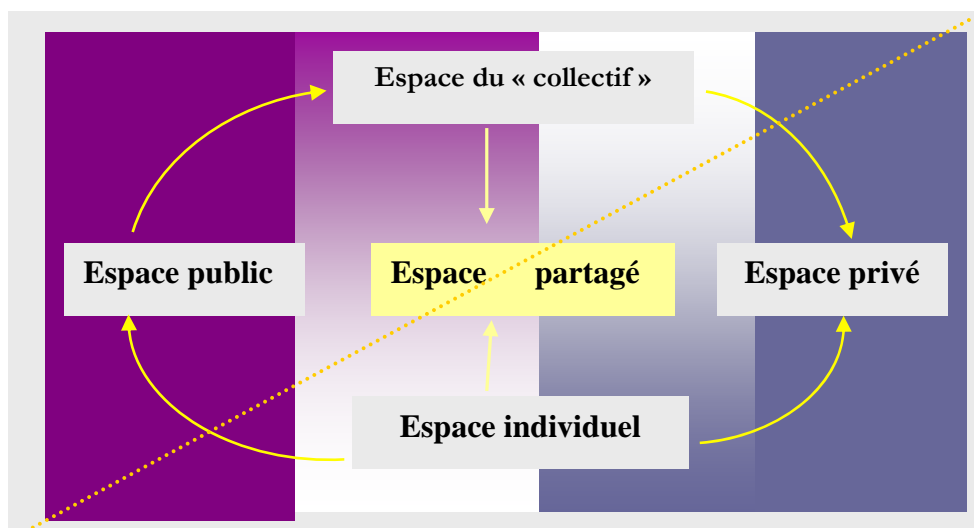 Espace du « collectif »
Espace public
Espace partagé
Espace privé
Espace individuel